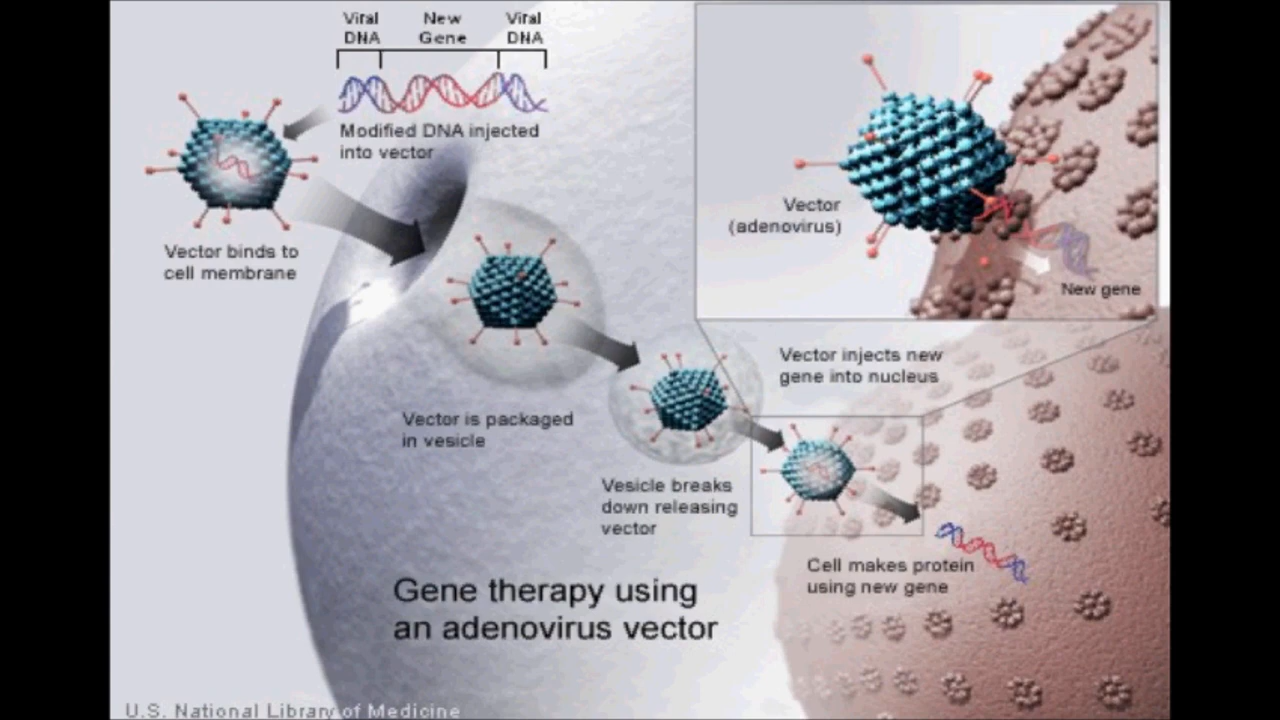 Viral DNA
New Gene
Viral DNA
Modified DNA injected
into vector
Vector binds to
cell membrane
Vector is packaged
in vesicle
Vesicle breaks
down releasing
vector
Vector
(adenovirus)
New gene
Vector injects new
gene into nucleus
Cell makes protein
using new gene
Gene therapy using
an adenovirus vector
U.S. National Library of Medicine